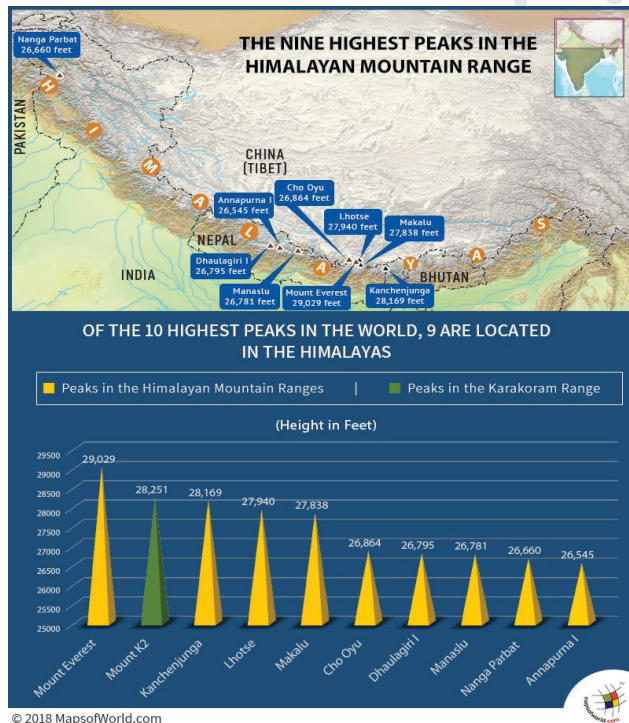 THE NINE HIGHEST PEAKS IN THE
HIMALAYAN MOUNTAIN RANGE
Nanga Parbat
26,660 feet
PAKISTAN
H
I
M
A
L
A
Y
A
S
CHINA
(TIBET)
Cho Oyu
26,864 feet
Annapurna I
26,545 feet
Lhotse
27,940 feet
Makalu
27,838 feet
NEPAL
Dhaulagiri I
26,795 feet
INDIA
BHUTAN
Manaslu
26,781 feet
Mount Everest
29,029 feet
Kanchenjunga
28,169 feet
OF THE 10 HIGHEST PEAKS IN THE WORLD, 9 ARE LOCATED
IN THE HIMALAYAS
Peaks in the Himalayan Mountain Ranges | Peaks in the Karakoram Range
(Height in Feet)
29500
29000
28500
28000
27500
27000
26500
26000
25500
25000
29,029
28,251
28,169
27,940
27,838
26,864
26,795
26,781
26,660
26,545
Mount Everest
Mount K2
Kanchenjunga
Lhotse
Makalu
Cho Oyu
Dhaulagiri I
Manaslu
Nanga Parbat
Annapurna I
mapsofworld.com
© 2018 MapsofWorld.com